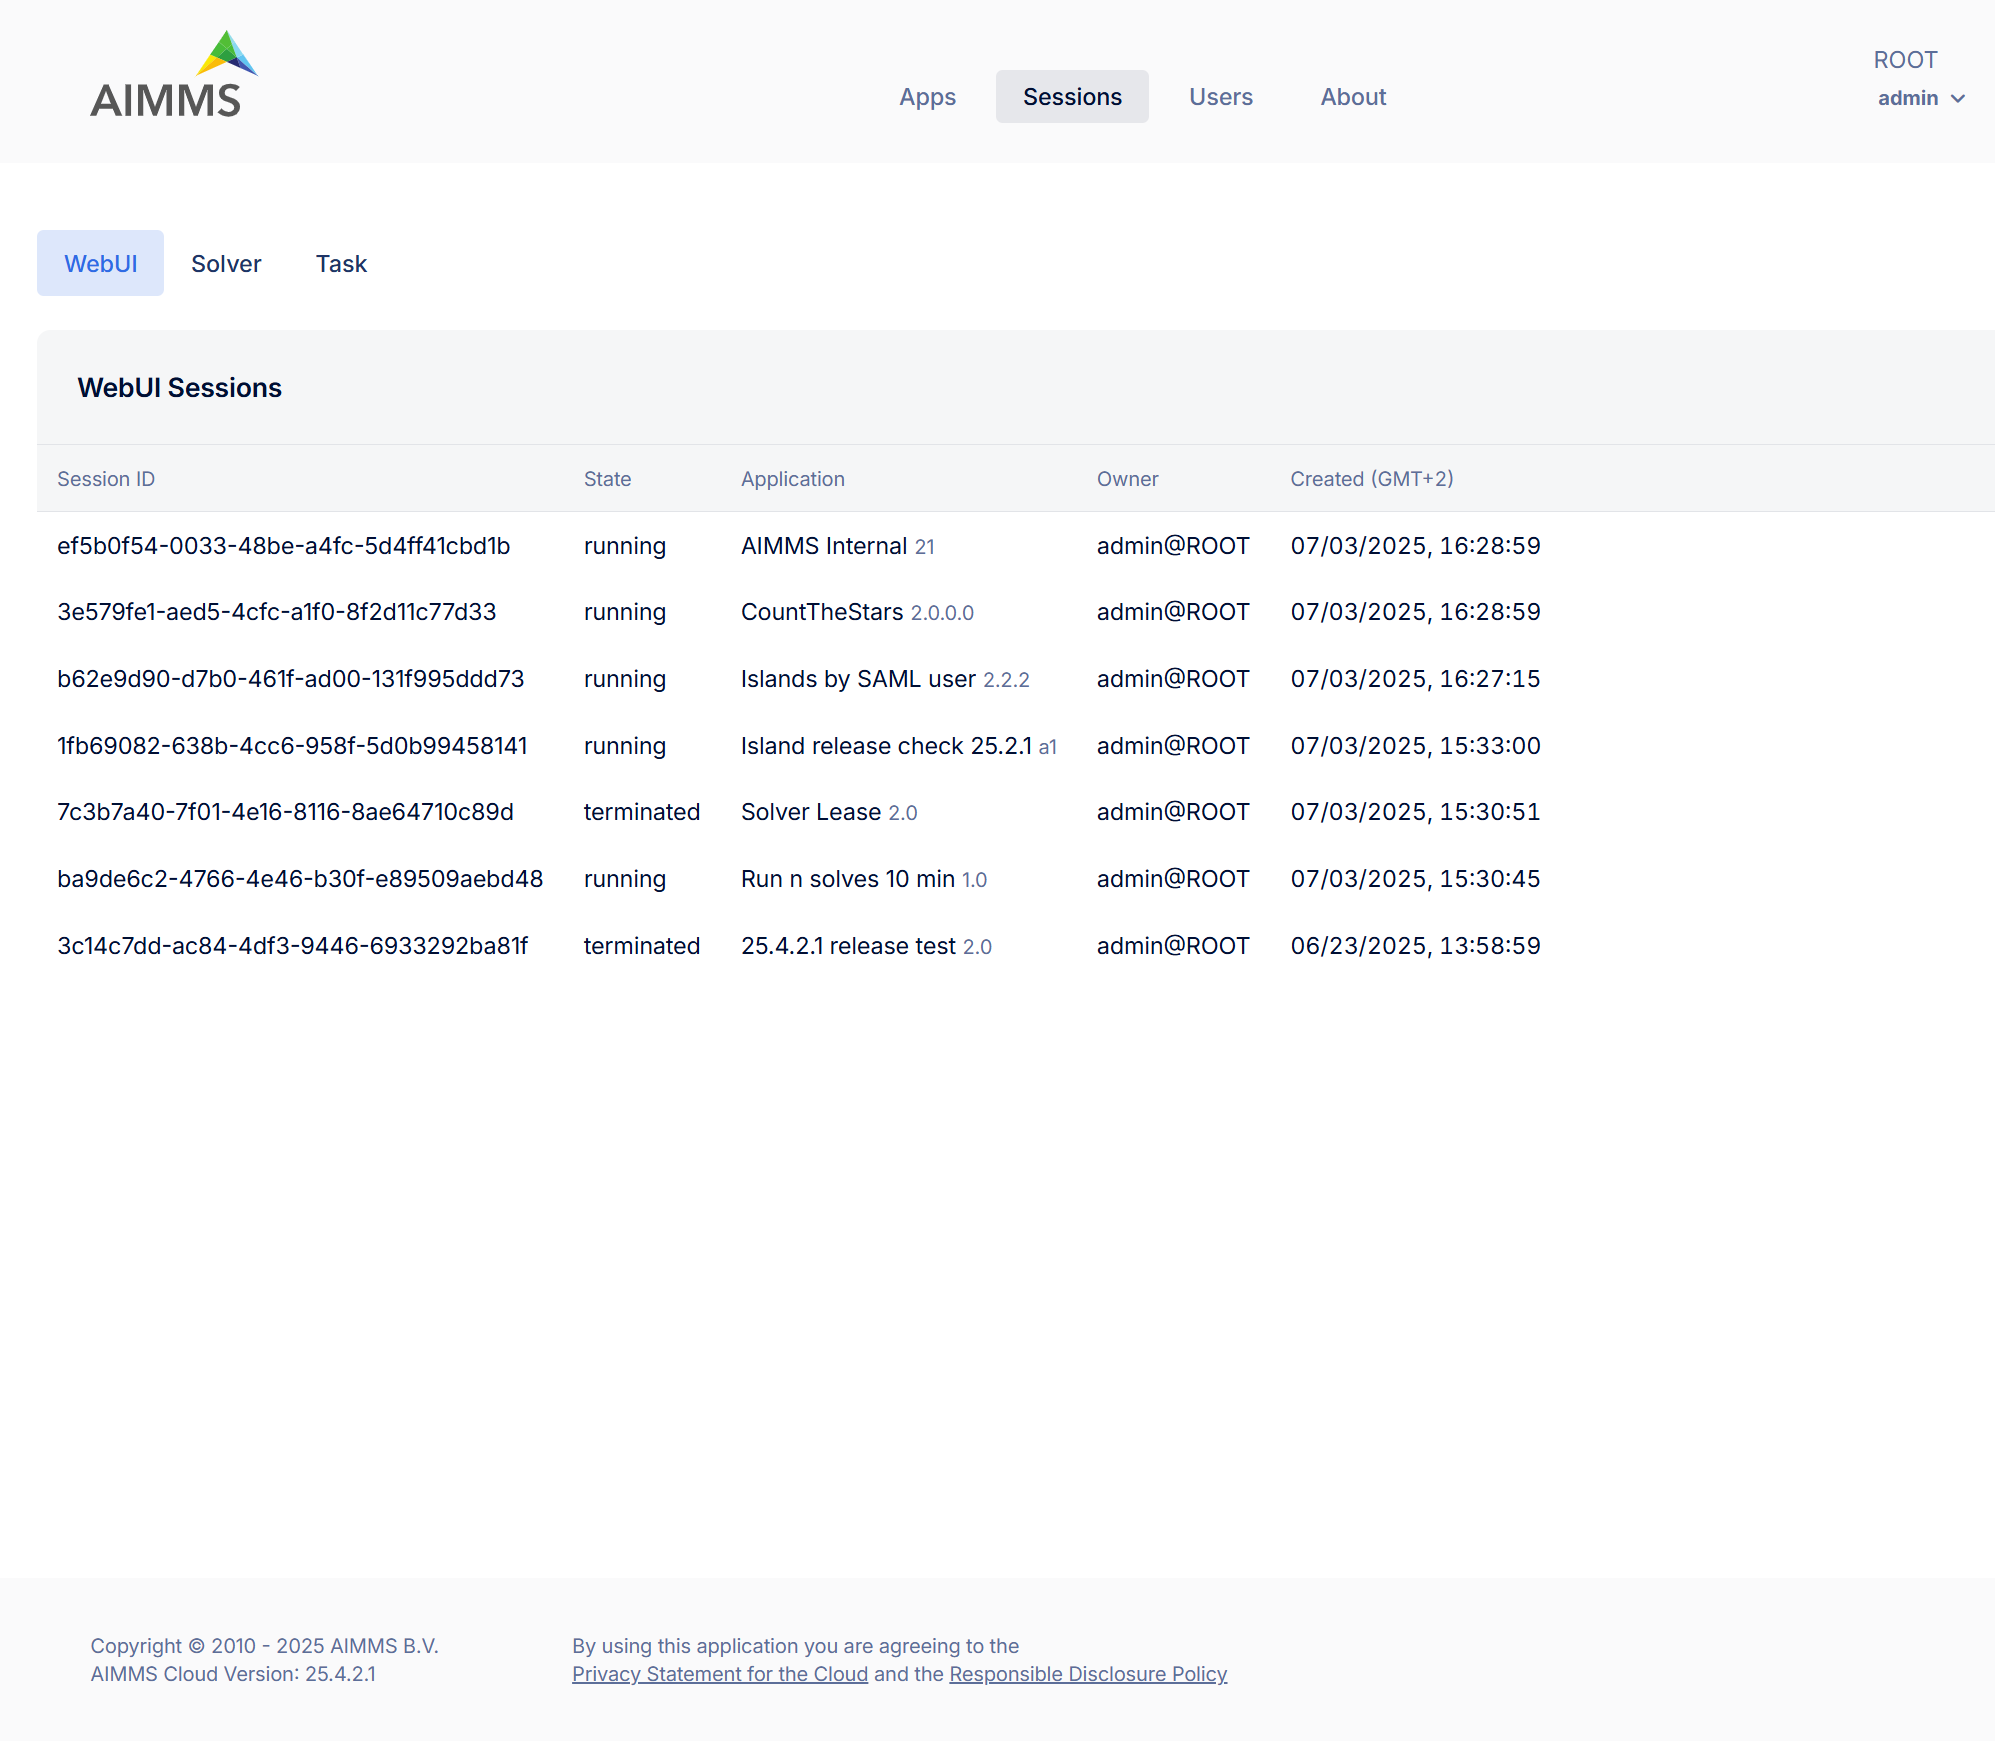 AIMMS
Apps Sessions Users About
ROOT
admin
WebUI Solver Task
WebUI Sessions
Session ID State Application Owner Created (GMT+2)
ef5b0f54-0033-48be-a4fc-5d4ff41cbd1b running AIMMS Internal 21 admin@ROOT 07/03/2025, 16:28:59
3e579fe1-aed5-4cfc-a1f0-8f2d11c77d33 running CountTheStars 2.0.0.0 admin@ROOT 07/03/2025, 16:28:59
b62e9d90-d7b0-461f-ad00-131f995ddd73 running Islands by SAML user 2.2.2 admin@ROOT 07/03/2025, 16:27:15
1fb69082-638b-4cc6-958f-5d0b99458141 running Island release check 25.2.1 a1 admin@ROOT 07/03/2025, 15:33:00
7c3b7a40-7f01-4e16-8116-8ae64710c89d terminated Solver Lease 2.0 admin@ROOT 07/03/2025, 15:30:51
ba9de6c2-4766-4e46-b30f-e89509aebd48 running Run n solves 10 min 1.0 admin@ROOT 07/03/2025, 15:30:45
3c14c7dd-ac84-4df3-9446-6933292ba81f terminated 25.4.2.1 release test 2.0 admin@ROOT 06/23/2025, 13:58:59
Copyright © 2010 - 2025 AIMMS B.V.
AIMMS Cloud Version: 25.4.2.1
By using this application you are agreeing to the
Privacy Statement for the Cloud and the Responsible Disclosure Policy